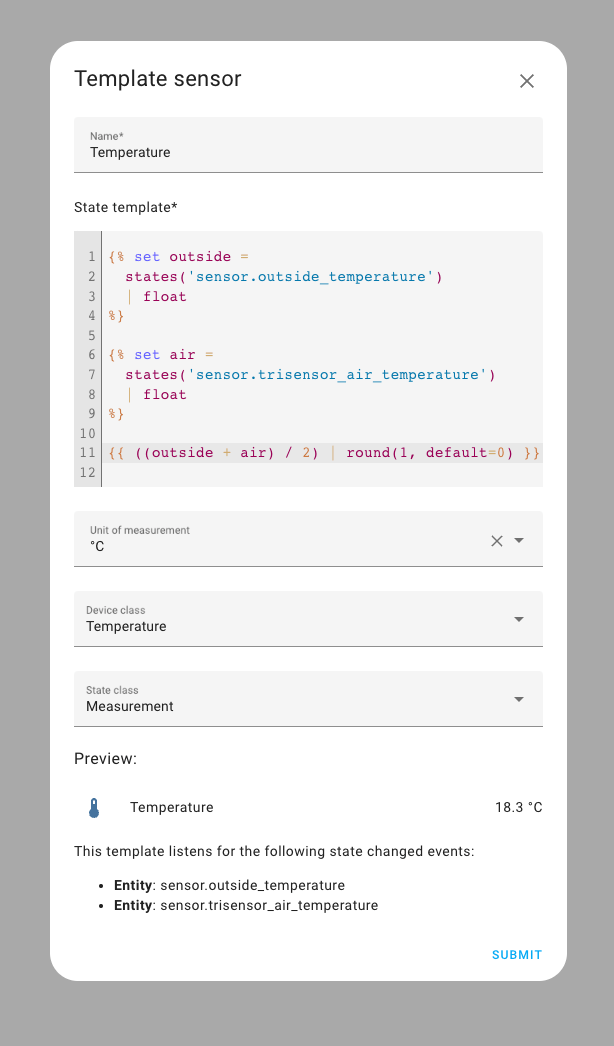 Template sensor
Name*
Temperature
State template*
1 {% set outside =
2 states('sensor.outside_temperature')
3 | float
4 %}
5
6 {% set air =
7 states('sensor.trisensor_air_temperature')
8 | float
9 %}
10
11 {{ ((outside + air) / 2) | round(1, default=0) }}
12
Unit of measurement
°C
Device class
Temperature
State class
Measurement
Preview:
Temperature 18.3 °C
This template listens for the following state changed events:
• Entity: sensor.outside_temperature
• Entity: sensor.trisensor_air_temperature
SUBMIT